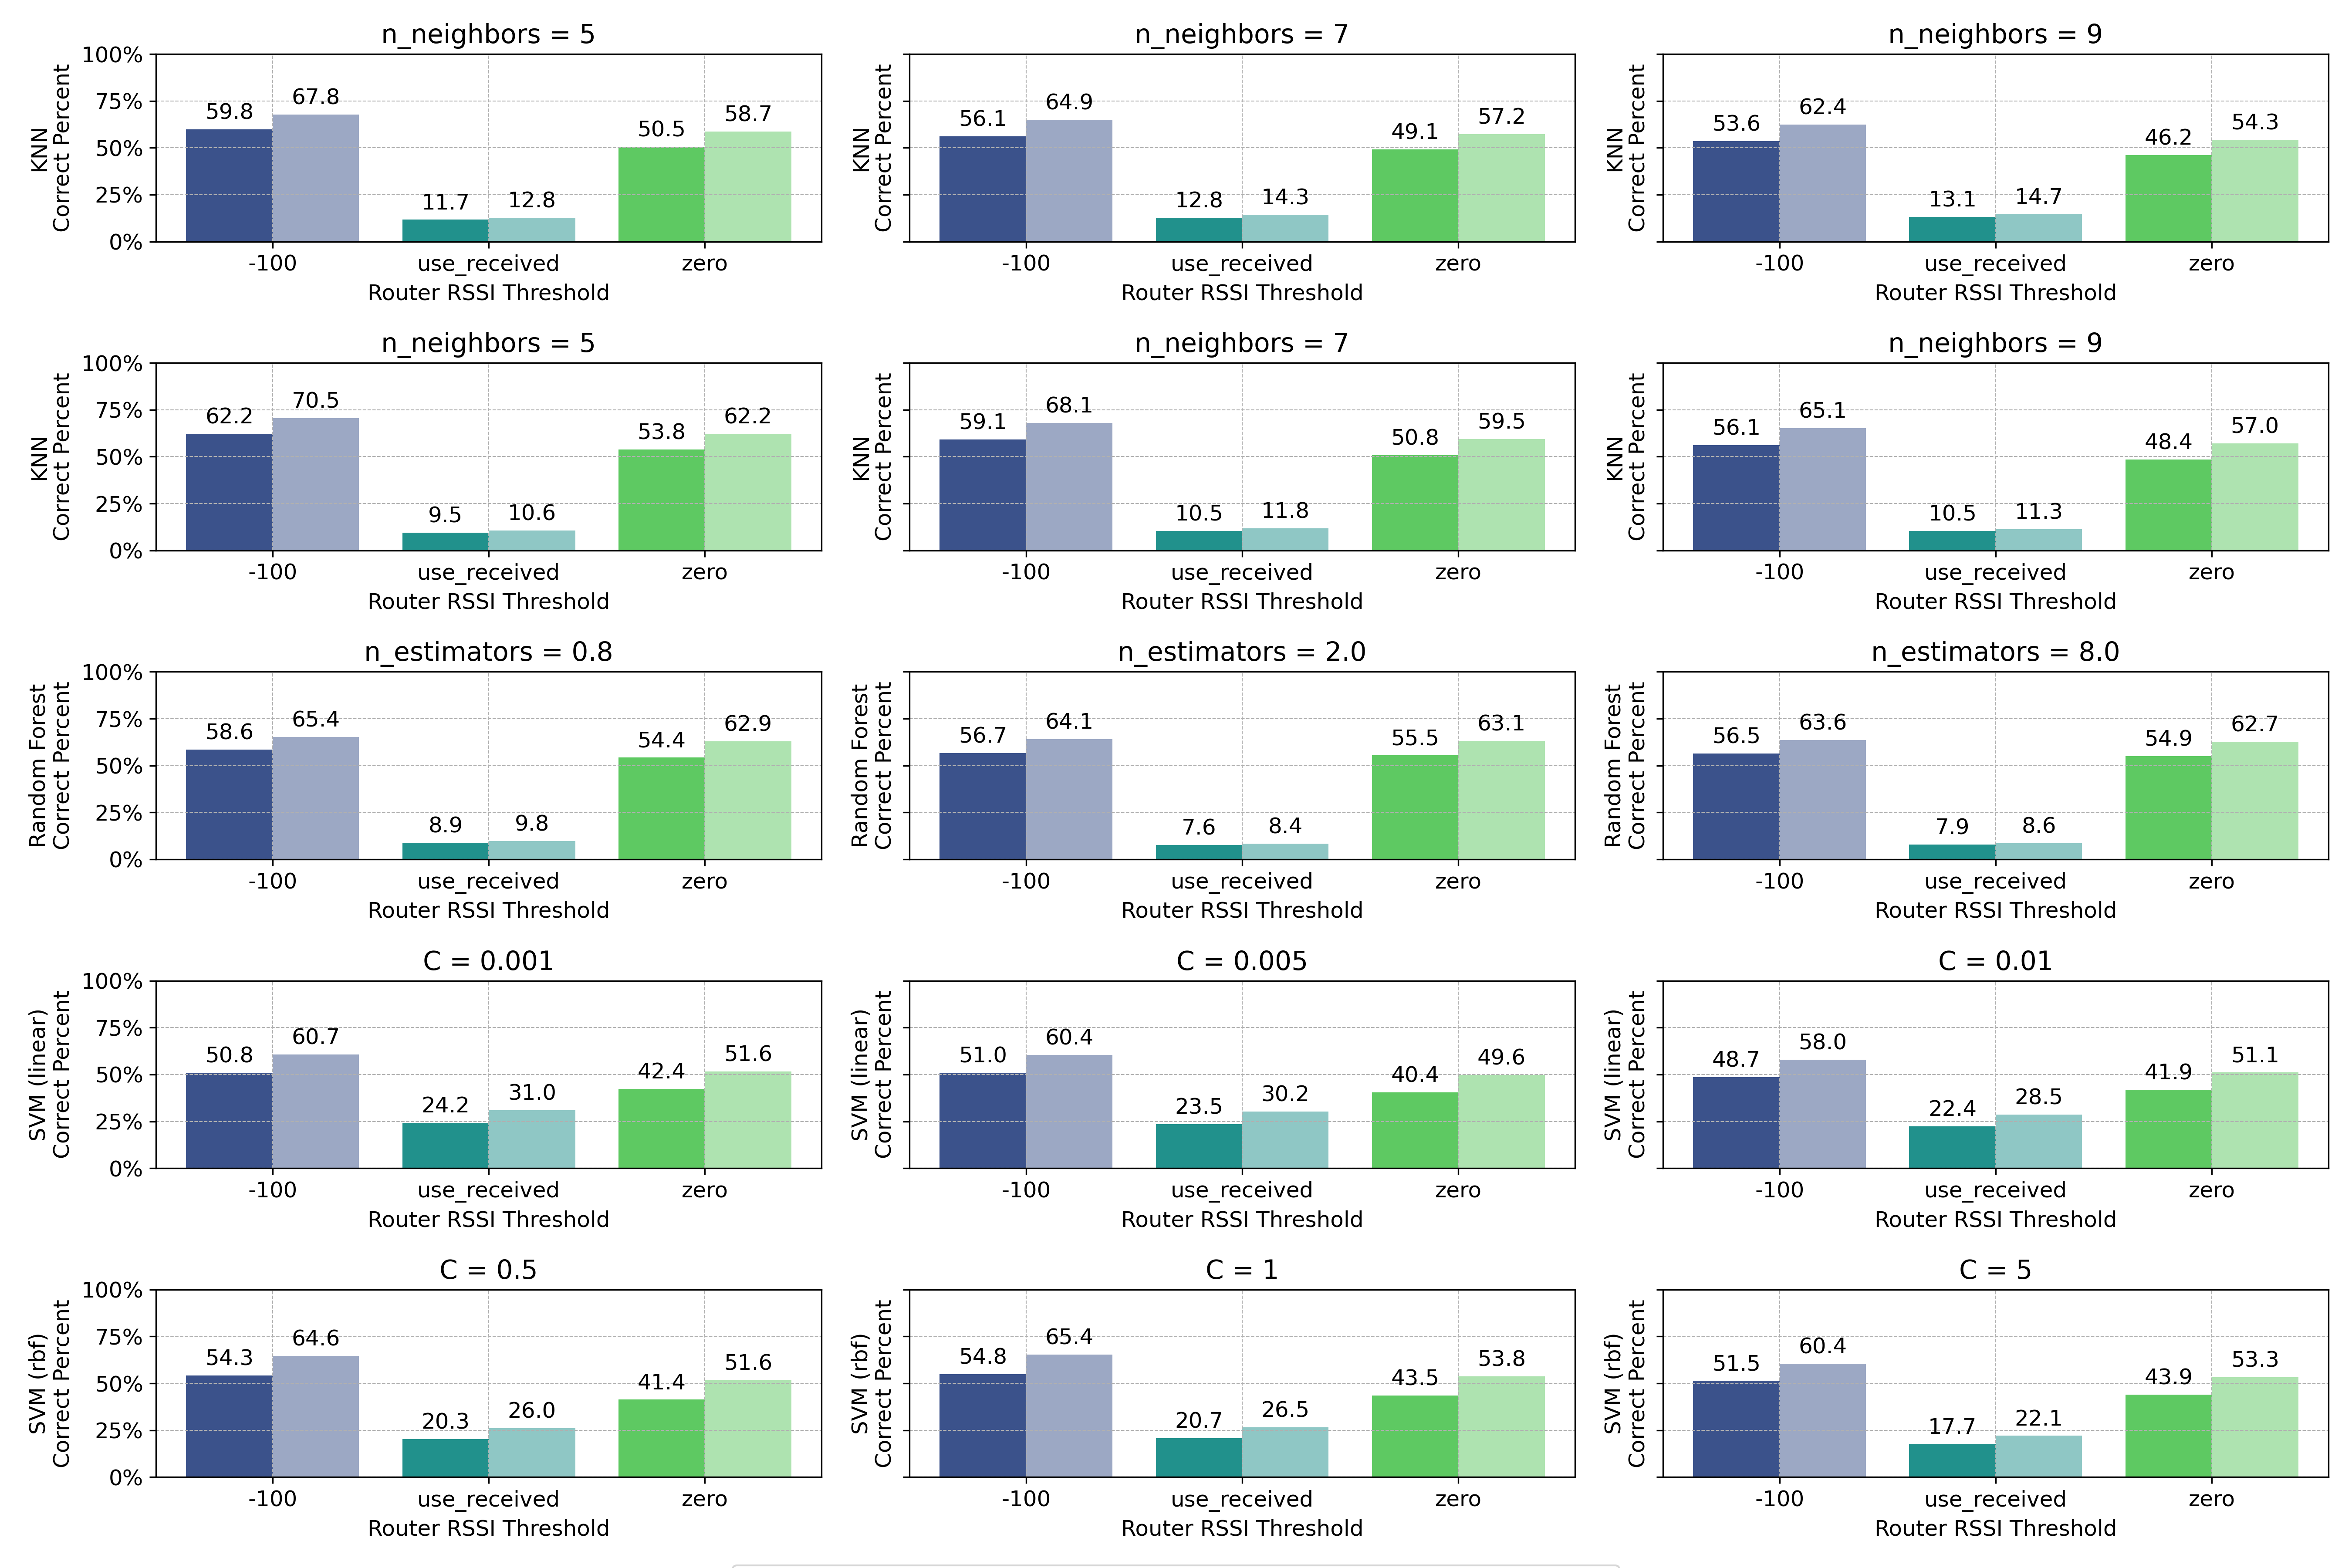 n_neighbors = 5
100%
75%
50%
25%
0%
KNN
Correct Percent
59.8 67.8 11.7 12.8 50.5 58.7
-100 use_received zero
Router RSSI Threshold
n_neighbors = 7
KNN
Correct Percent
56.1 64.9 12.8 14.3 49.1 57.2
-100 use_received zero
Router RSSI Threshold
n_neighbors = 9
KNN
Correct Percent
53.6 62.4 13.1 14.7 46.2 54.3
-100 use_received zero
Router RSSI Threshold
n_neighbors = 5
100%
75%
50%
25%
0%
KNN
Correct Percent
62.2 70.5 9.5 10.6 53.8 62.2
-100 use_received zero
Router RSSI Threshold
n_neighbors = 7
KNN
Correct Percent
59.1 68.1 10.5 11.8 50.8 59.5
-100 use_received zero
Router RSSI Threshold
n_neighbors = 9
KNN
Correct Percent
56.1 65.1 10.5 11.3 48.4 57.0
-100 use_received zero
Router RSSI Threshold
n_estimators = 0.8
100%
75%
50%
25%
0%
Random Forest
Correct Percent
58.6 65.4 8.9 9.8 54.4 62.9
-100 use_received zero
Router RSSI Threshold
n_estimators = 2.0
Random Forest
Correct Percent
56.7 64.1 7.6 8.4 55.5 63.1
-100 use_received zero
Router RSSI Threshold
n_estimators = 8.0
Random Forest
Correct Percent
56.5 63.6 7.9 8.6 54.9 62.7
-100 use_received zero
Router RSSI Threshold
C = 0.001
100%
75%
50%
25%
0%
SVM (linear)
Correct Percent
50.8 60.7 24.2 31.0 42.4 51.6
-100 use_received zero
Router RSSI Threshold
C = 0.005
SVM (linear)
Correct Percent
51.0 60.4 23.5 30.2 40.4 49.6
-100 use_received zero
Router RSSI Threshold
C = 0.01
SVM (linear)
Correct Percent
48.7 58.0 22.4 28.5 41.9 51.1
-100 use_received zero
Router RSSI Threshold
C = 0.5
100%
75%
50%
25%
0%
SVM (rbf)
Correct Percent
54.3 64.6 20.3 26.0 41.4 51.6
-100 use_received zero
Router RSSI Threshold
C = 1
SVM (rbf)
Correct Percent
54.8 65.4 20.7 26.5 43.5 53.8
-100 use_received zero
Router RSSI Threshold
C = 5
SVM (rbf)
Correct Percent
51.5 60.4 17.7 22.1 43.9 53.3
-100 use_received zero
Router RSSI Threshold